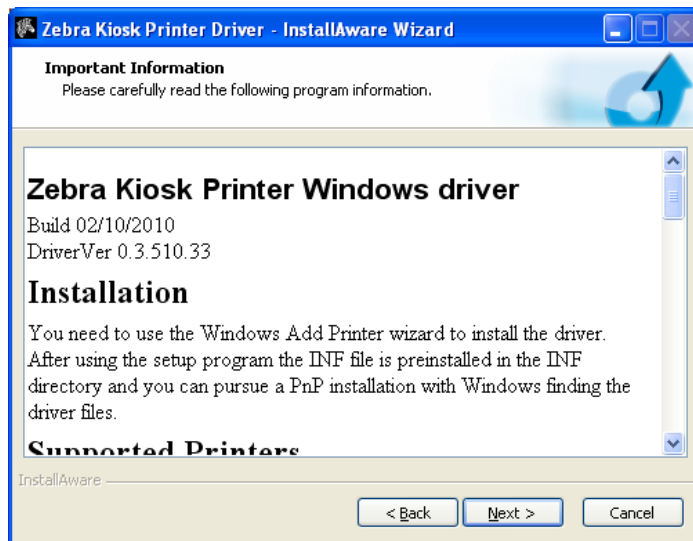 Zebra Kiosk Printer Driver - InstallAware Wizard
Important Information
Please carefully read the following program information.
Zebra Kiosk Printer Windows driver
Build 02/10/2010
DriverVer 0.3.510.33
Installation
You need to use the Windows Add Printer wizard to install the driver.
After using the setup program the INF file is preinstalled in the INF
directory and you can pursue a PnP installation with Windows finding the
driver files.
Supported Printers
InstallAware
< Back
Next >
Cancel